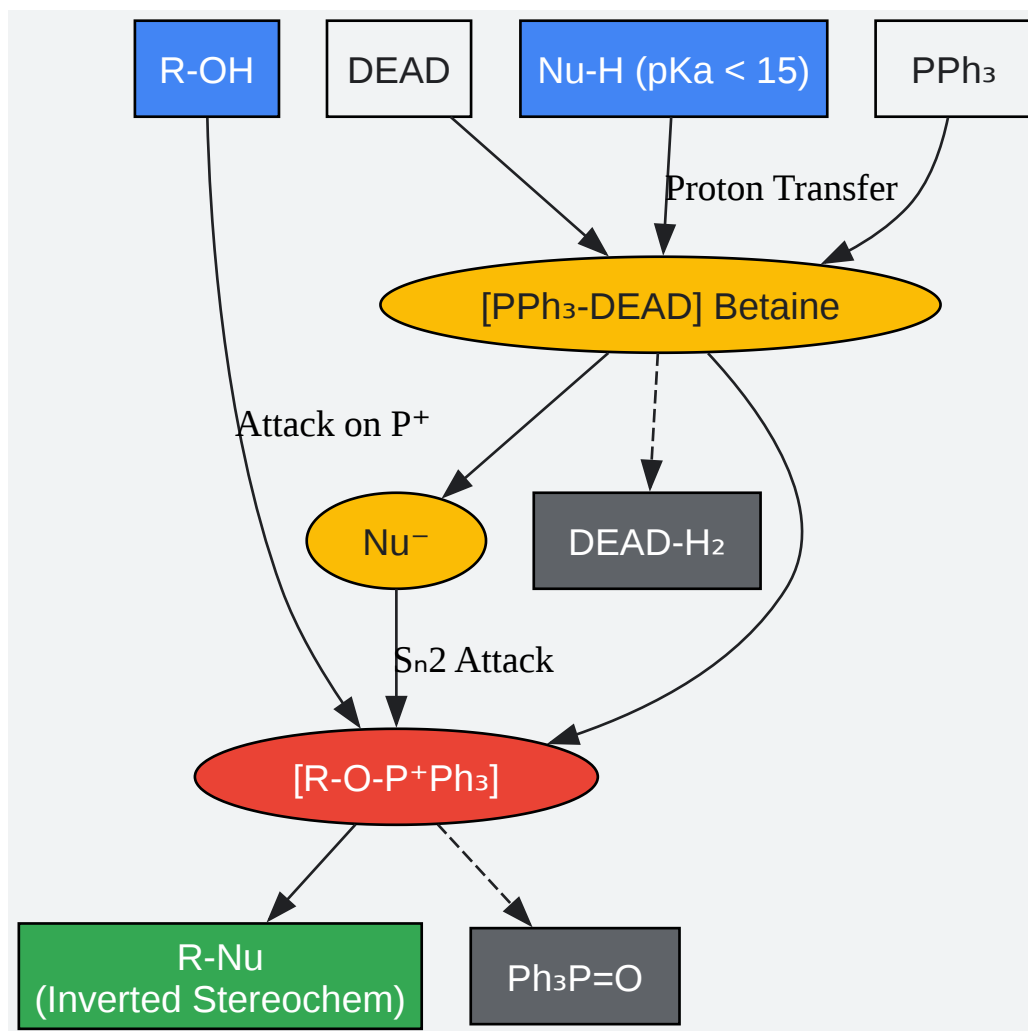 R-OH
DEAD
Nu-H (pKa < 15)
PPh₃
Proton Transfer
[PPh₃-DEAD] Betaine
Attack on P⁺
Nu⁻
DEAD-H₂
Sₙ2 Attack
[R-O-P⁺Ph₃]
R-Nu
(Inverted Stereochem)
Ph₃P=O